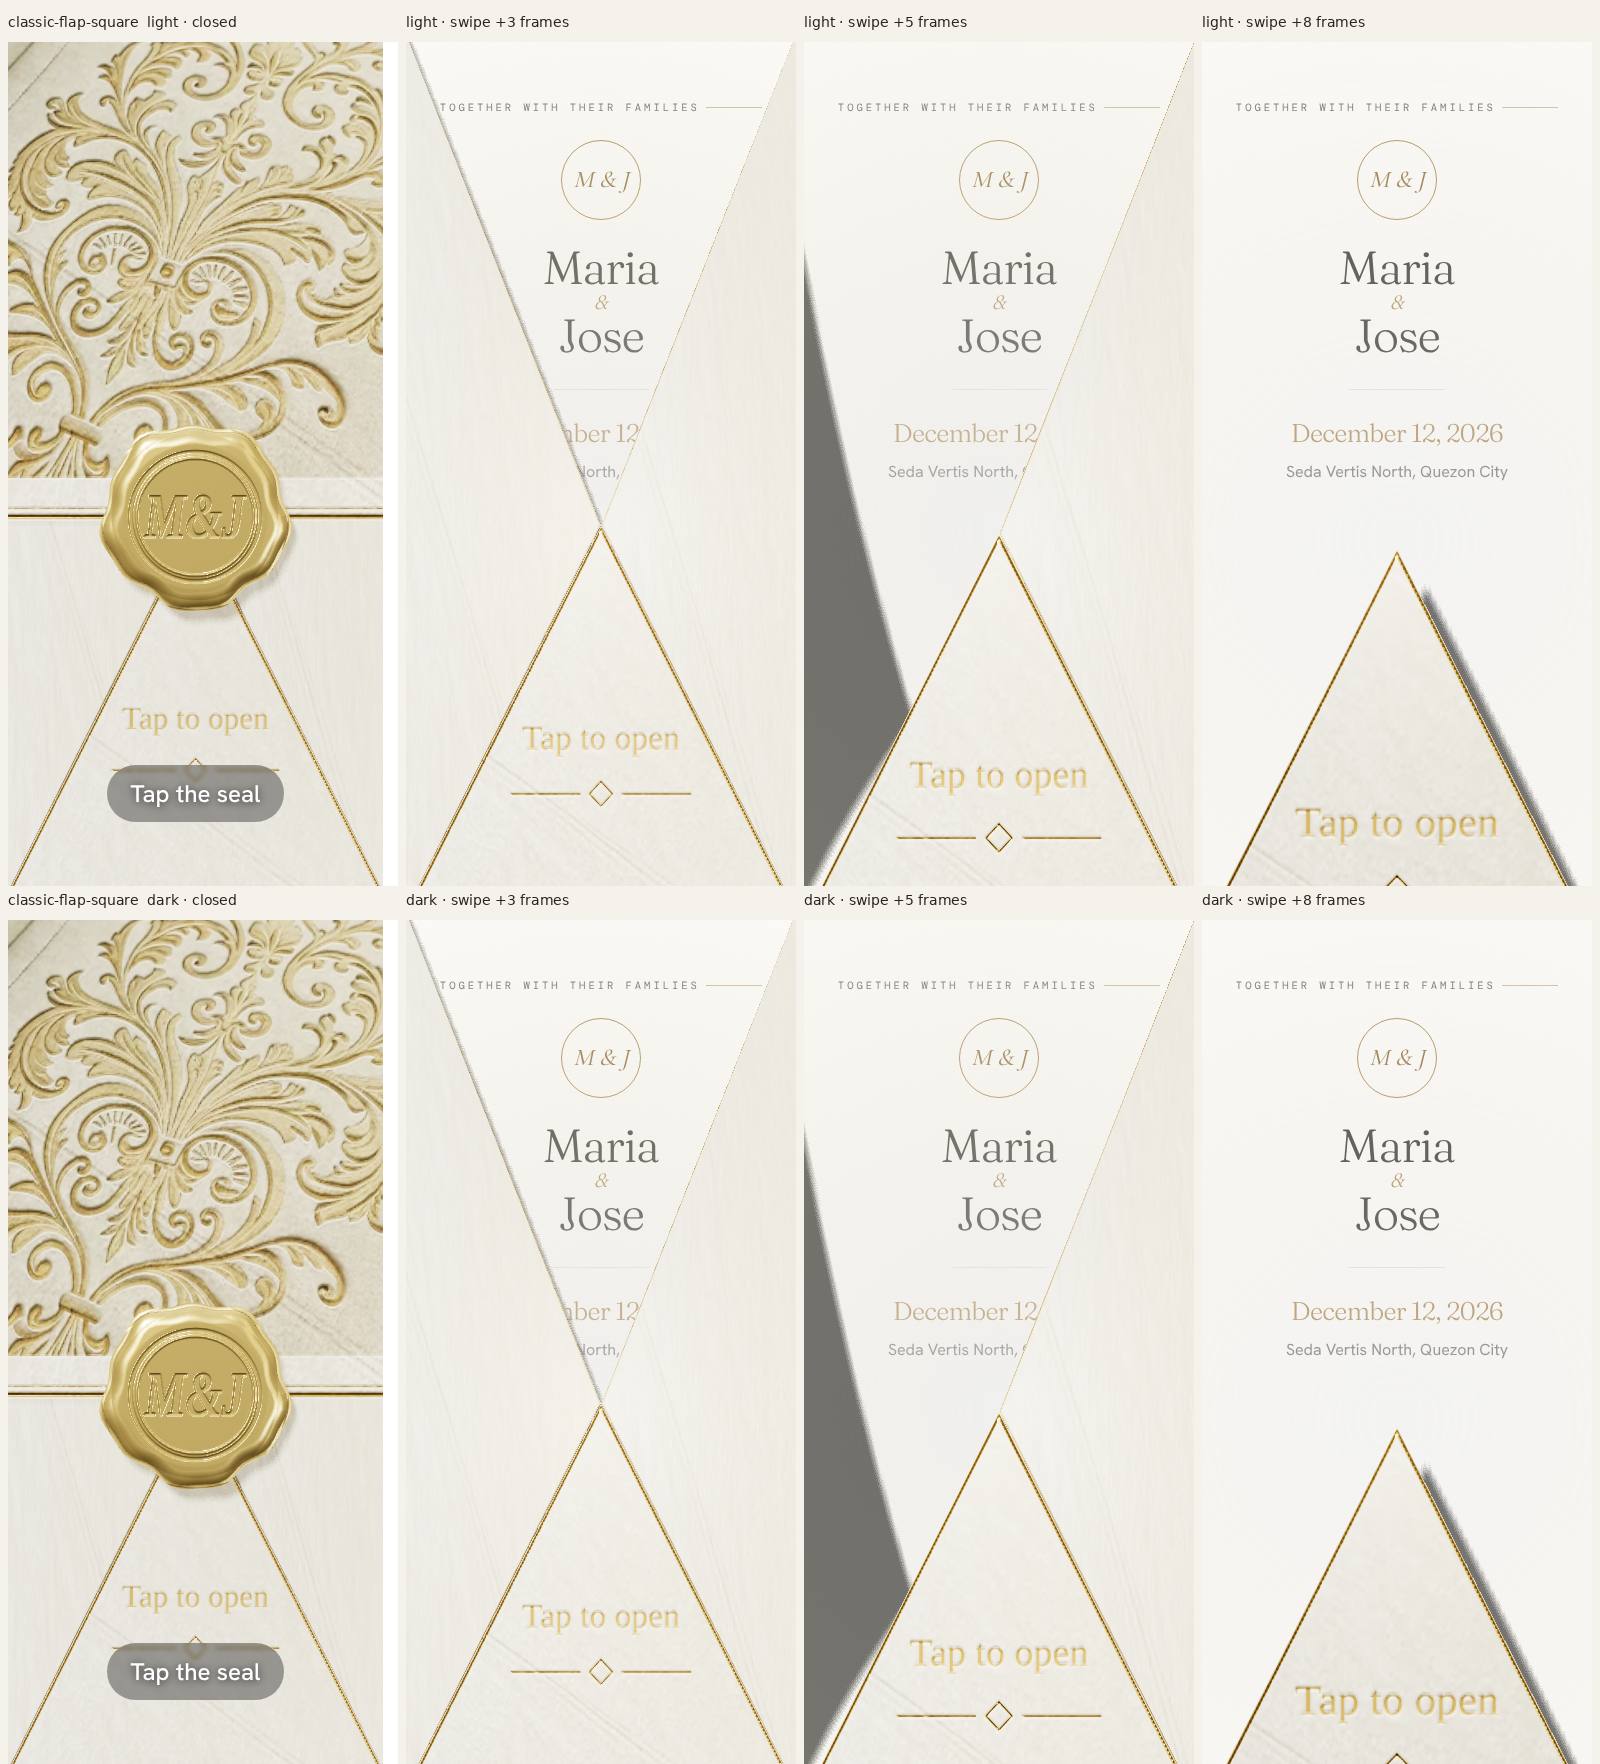 classic-flap-square light · closed
light · swipe +3 frames
light · swipe +5 frames
light · swipe +8 frames
M&J
Tap to open
Tap the seal
TOGETHER WITH THEIR FAMILIES
M & J
Maria
&
Jose
mber 12
North,
Tap to open
TOGETHER WITH THEIR FAMILIES
M & J
Maria
&
Jose
December 12
Seda Vertis North,
Tap to open
TOGETHER WITH THEIR FAMILIES
M & J
Maria
&
Jose
December 12, 2026
Seda Vertis North, Quezon City
Tap to open
classic-flap-square dark · closed
dark · swipe +3 frames
dark · swipe +5 frames
dark · swipe +8 frames
M&J
Tap to open
Tap the seal
TOGETHER WITH THEIR FAMILIES
M & J
Maria
&
Jose
mber 12
North,
Tap to open
TOGETHER WITH THEIR FAMILIES
M & J
Maria
&
Jose
December 12
Seda Vertis North,
Tap to open
TOGETHER WITH THEIR FAMILIES
M & J
Maria
&
Jose
December 12, 2026
Seda Vertis North, Quezon City
Tap to open